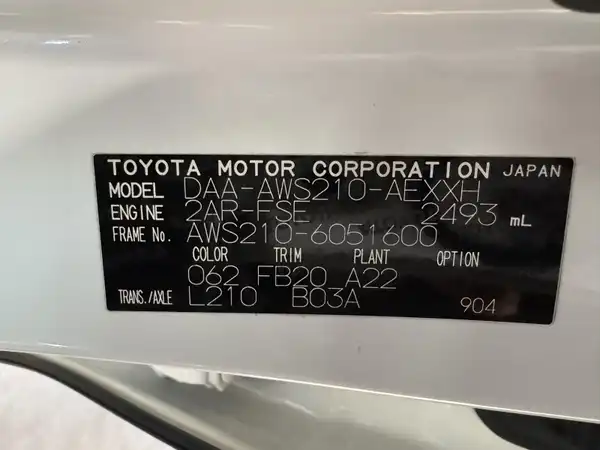 TOYOTA MOTOR CORPORATION JAPAN
MODEL DAA-AWS210-AEXXH
ENGINE 2AR-FSE 2493 mL
FRAME No. AWS210-6051600
COLOR TRIM PLANT OPTION
062 FB20 A22
TRANS./AXLE L210 B03A 904